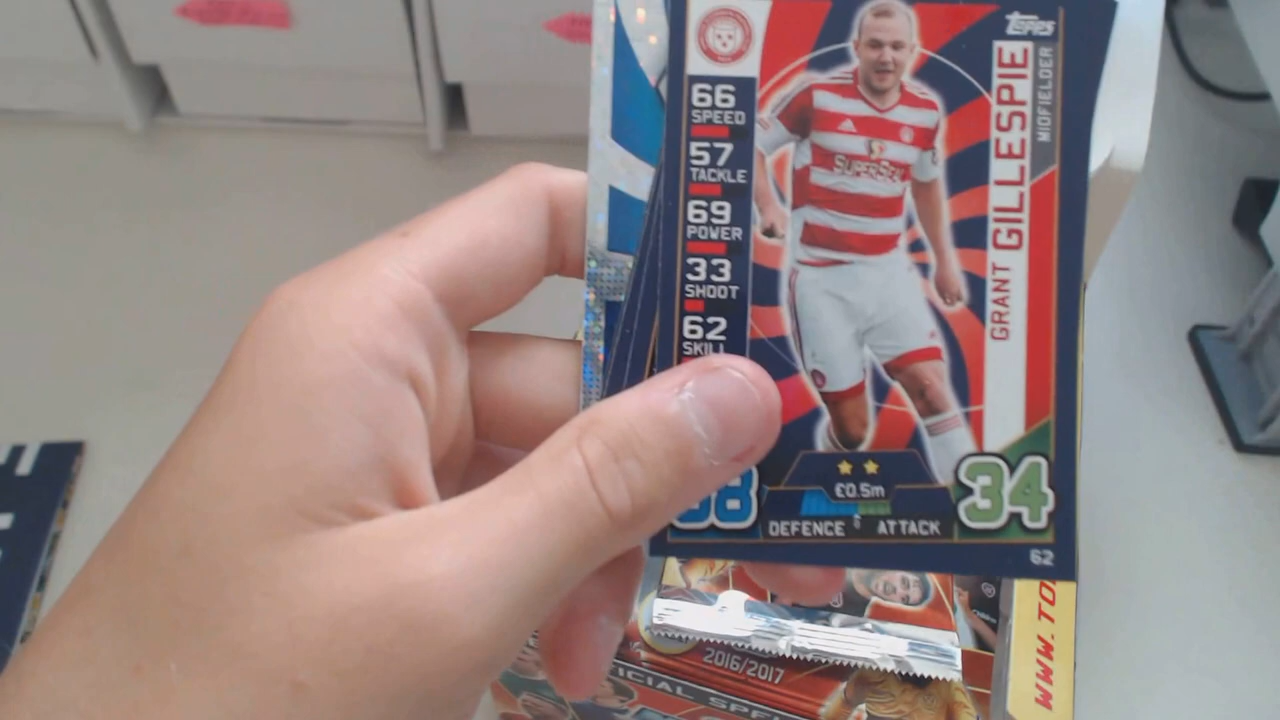 TOPPS
66
SPEED
57
TACKLE
69
POWER
33
SHOOT
62
SKILL
GRANT GILLESPIE
MIDFIELDER
SUPERSEAL
£0.5m
34
DEFENCE
ATTACK
62
2016/2017
WWW.TO